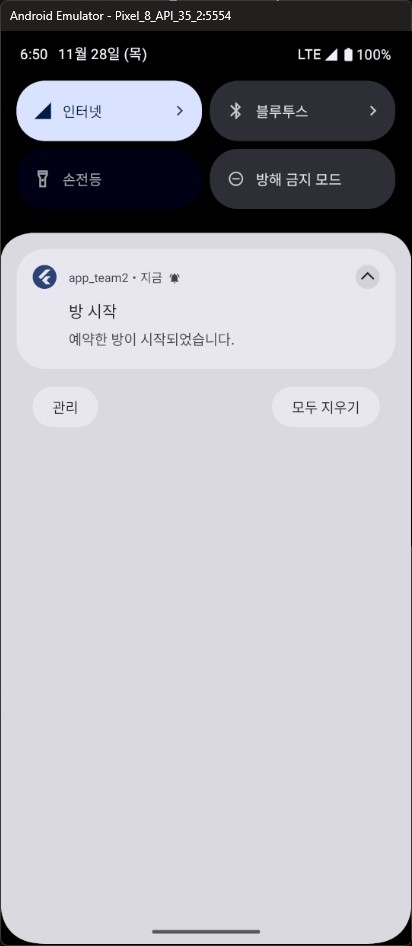 Android Emulator - Pixel_8_API_35_2:5554
6:50 11월 28일 (목) LTE 100%
인터넷 블루투스
손전등 방해 금지 모드
app_team2 • 지금
방 시작
예약한 방이 시작되었습니다.
관리 모두 지우기